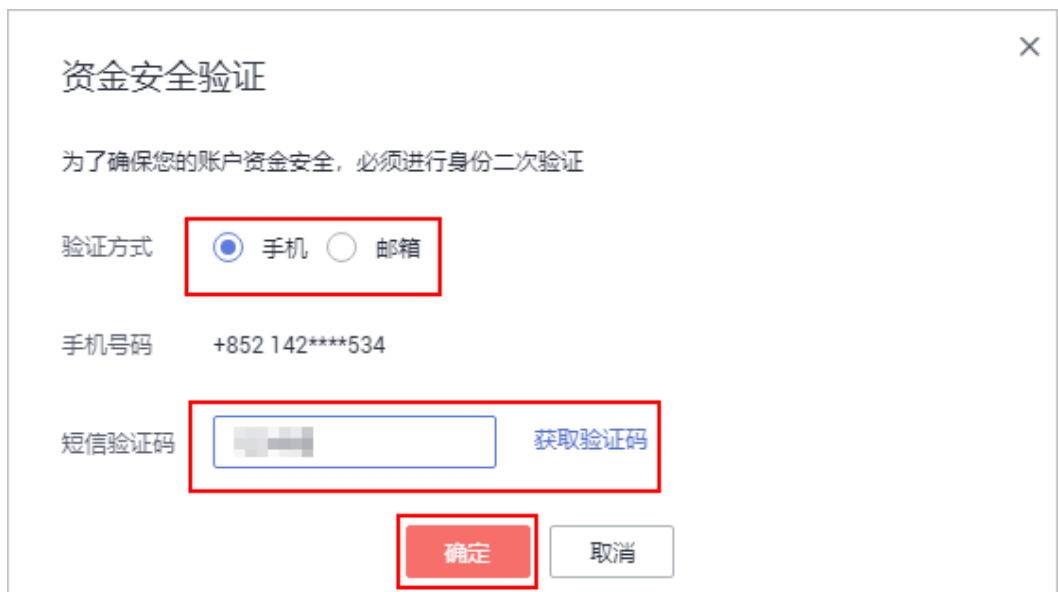 资金安全验证
为了确保您的账户资金安全，必须进行身份二次验证
验证方式 手机 邮箱
手机号码 +852 142****534
短信验证码 获取验证码
确定 取消